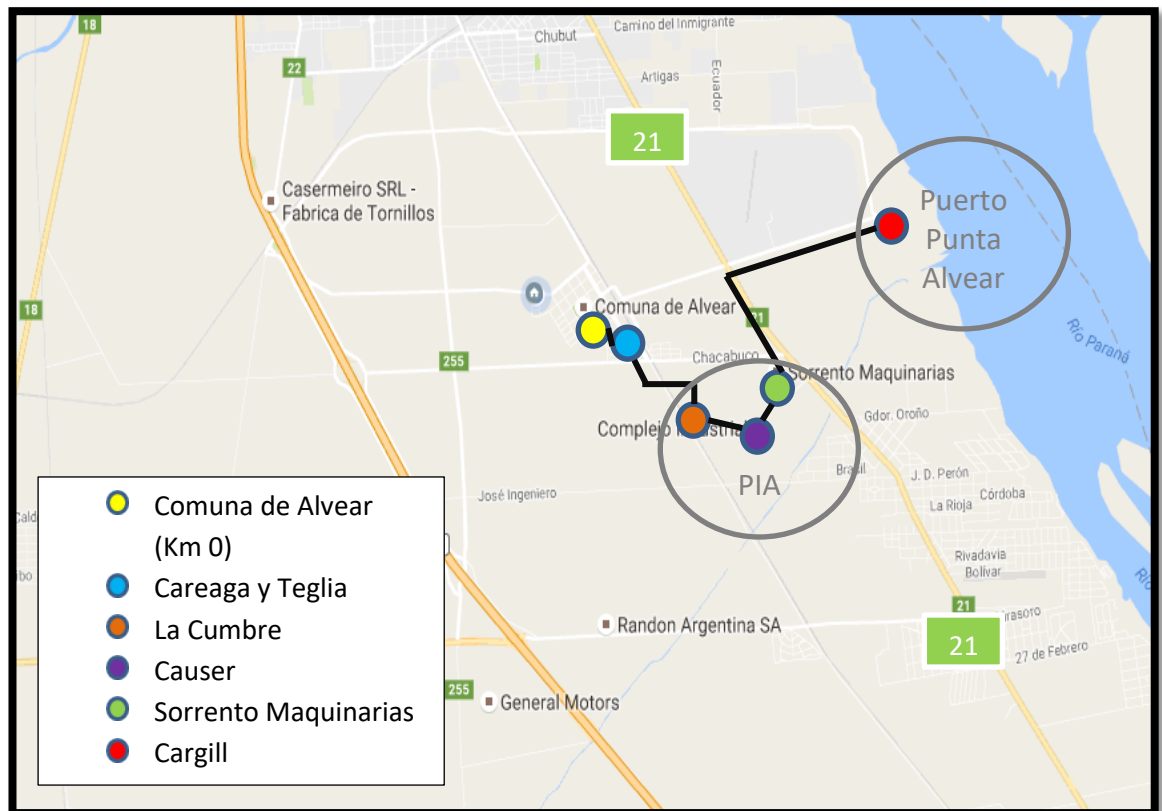 18
Camino del Inmigrante
Chubut
22
Artigas
Ecuador
21
Casermeiro SRL -
Fabrica de Tornillos
Puerto
Punta
Alvear
18
Comuna de Alvear
21
Río Paraná
255
Chacabuco
Sorrento Maquinarias
Gdor. Oroño
Complejo Industrial
Brasil
J. D. Perón
PIA
La Rioja
Córdoba
José Ingeniero
Rivadavia
Bolívar
21
Randon Argentina SA
21
27 de Febrero
255
General Motors
Comuna de Alvear
(Km 0)
Careaga y Teglia
La Cumbre
Causer
Sorrento Maquinarias
Cargill